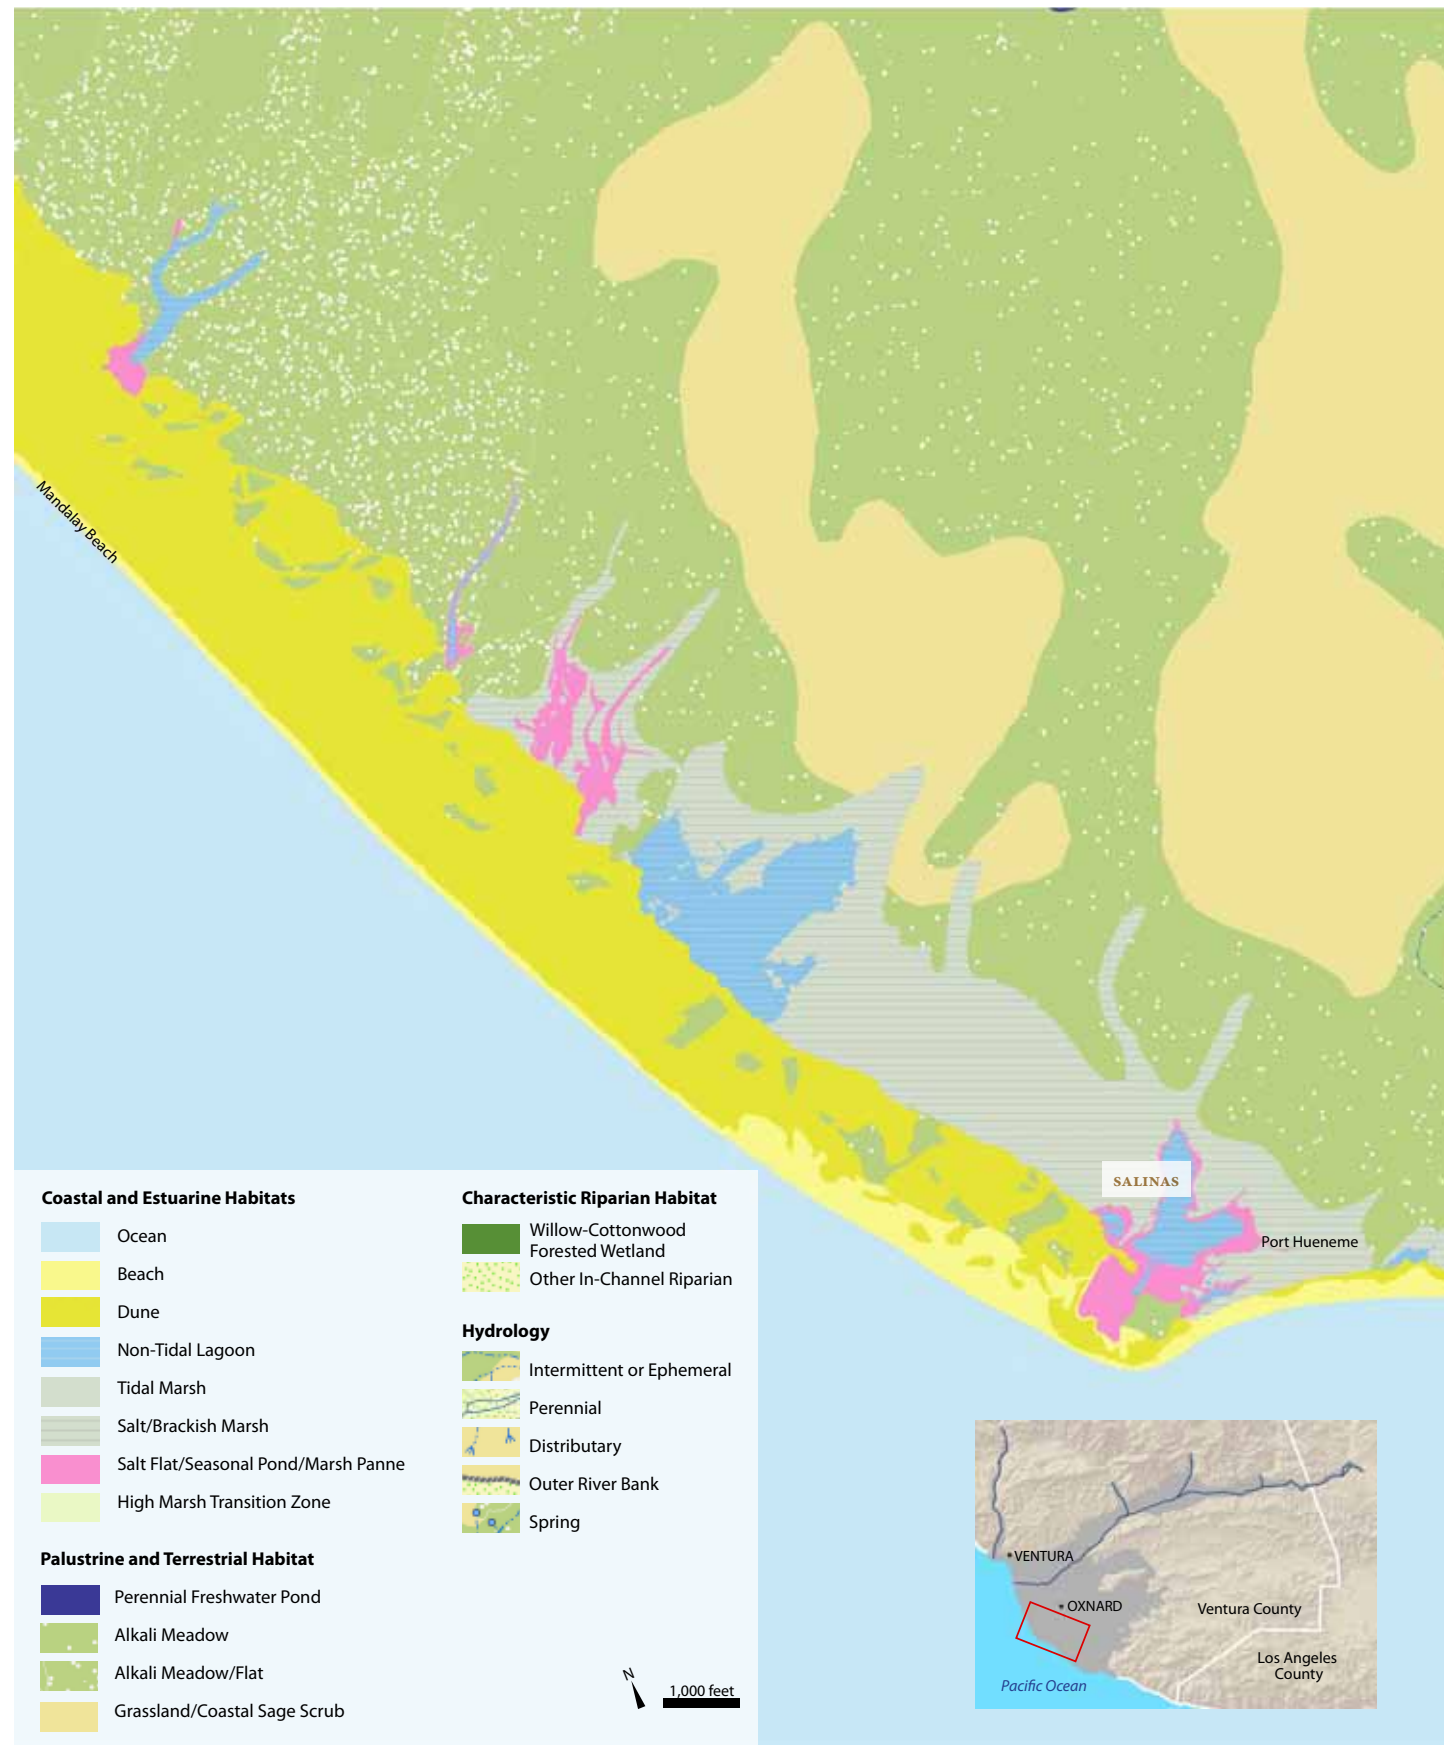 Mandalay Beach
SALINAS
Port Hueneme
Coastal and Estuarine Habitats
Ocean
Beach
Dune
Non-Tidal Lagoon
Tidal Marsh
Salt/Brackish Marsh
Salt Flat/Seasonal Pond/Marsh Panne
High Marsh Transition Zone
Palustrine and Terrestrial Habitat
Perennial Freshwater Pond
Alkali Meadow
Alkali Meadow/Flat
Grassland/Coastal Sage Scrub
Characteristic Riparian Habitat
Willow-Cottonwood
Forested Wetland
Other In-Channel Riparian
Hydrology
Intermittent or Ephemeral
Perennial
Distributary
Outer River Bank
Spring
N
1,000 feet
VENTURA
OXNARD
Ventura County
Los Angeles
County
Pacific Ocean